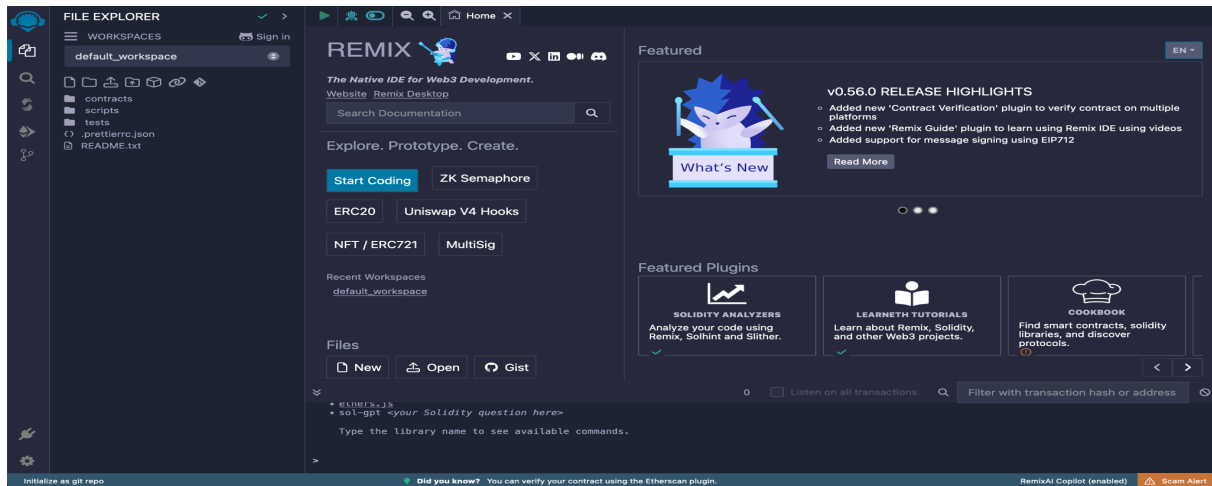 FILE EXPLORER
WORKSPACES
Sign in
default_workspace
contracts
scripts
tests
.prettierrc.json
README.txt
Home
REMIX
The Native IDE for Web3 Development.
Website Remix Desktop
Search Documentation
Explore. Prototype. Create.
Start Coding
ZK Semaphore
ERC20
Uniswap V4 Hooks
NFT / ERC721
MultiSig
Recent Workspaces
default_workspace
Files
New
Open
Gist
Featured
EN
What's New
v0.56.0 RELEASE HIGHLIGHTS
Added new 'Contract Verification' plugin to verify contract on multiple
platforms
Added new 'Remix Guide' plugin to learn using Remix IDE using videos
Added support for message signing using EIP712
Read More
Featured Plugins
SOLIDITY ANALYZERS
Analyze your code using
Remix, Solhint and Slither.
LEARNETH TUTORIALS
Learn about Remix, Solidity,
and other Web3 projects.
COOKBOOK
Find smart contracts, solidity
libraries, and discover
protocols.
0
Listen on all transactions
Filter with transaction hash or address
• ethers.js
• sol-gpt <your Solidity question here>
Type the library name to see available commands.
>
Initialize as git repo
Did you know? You can verify your contract using the Etherscan plugin.
RemixAI Copilot (enabled)
Scam Alert